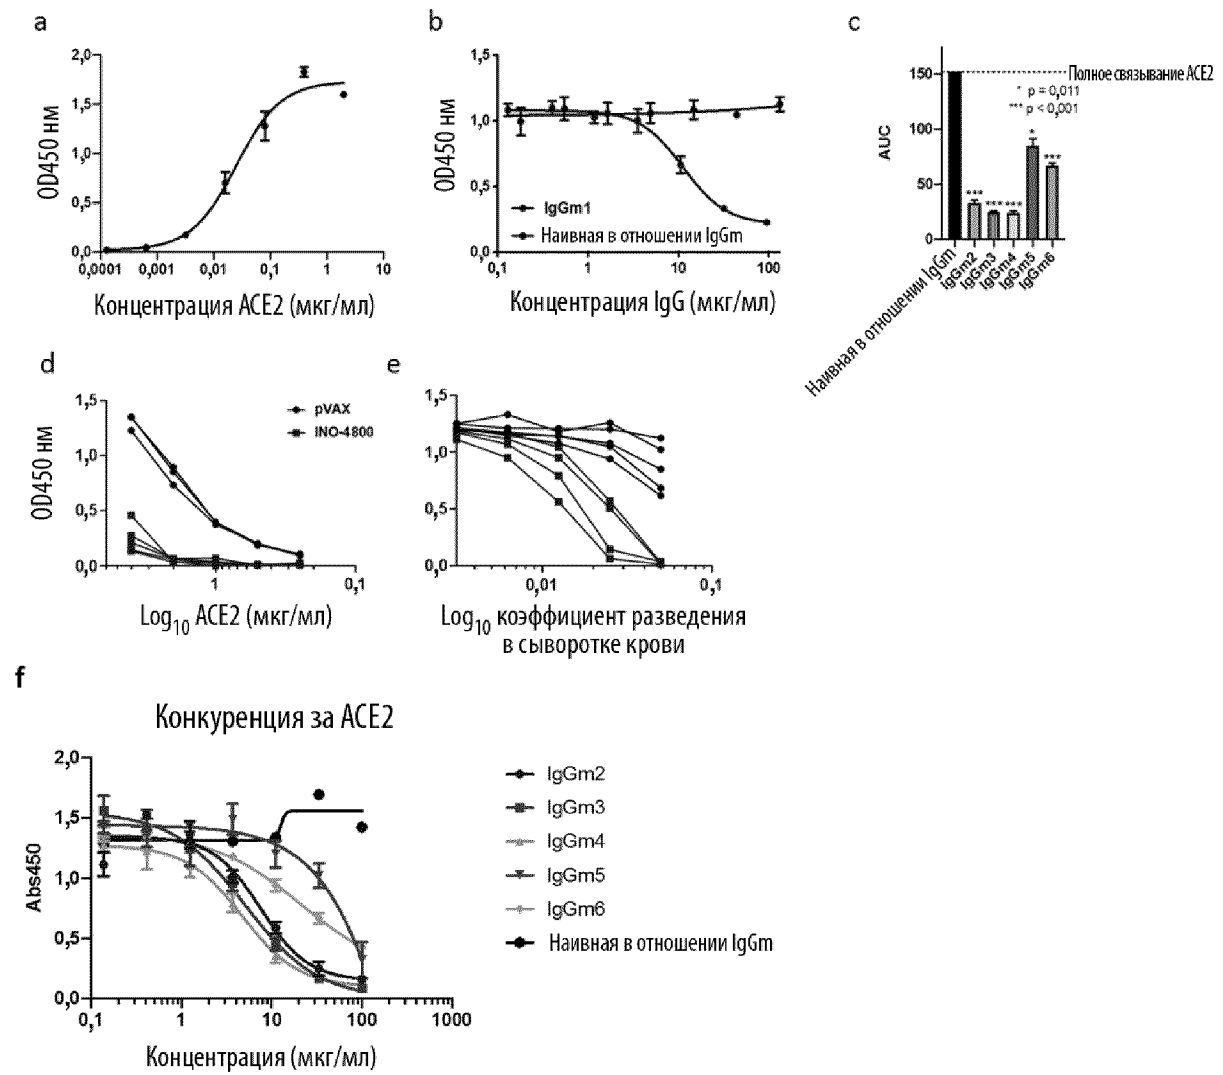 a
2,0
1,5
1,0
0,5
0,0
OD450 нм
0,0001
0,001
0,01
0,1
1
10
Концентрация ACE2 (мкг/мл)
b
1,5
1,0
0,5
0,0
OD450 нм
IgGm1
Наивная в отношении IgGm
0,1
1
10
100
Концентрация IgG (мкг/мл)
c
150
100
50
0
AUC
Полное связывание ACE2
* p = 0,011
*** p < 0,001
***
***
***
*
***
Наивная в отношении IgGm
IgGm2
IgGm3
IgGm4
IgGm5
IgGm6
d
1,5
1,0
0,5
0,0
OD450 нм
pVAX
INO-4800
1
0,1
Log10 ACE2 (мкг/мл)
e
1,5
1,0
0,5
0,0
0,01
0,1
Log10 коэффициент разведения
в сыворотке крови
f
Конкуренция за ACE2
2,0
1,5
1,0
0,5
0,0
Abs450
0,1
1
10
100
1000
Концентрация (мкг/мл)
IgGm2
IgGm3
IgGm4
IgGm5
IgGm6
Наивная в отношении IgGm